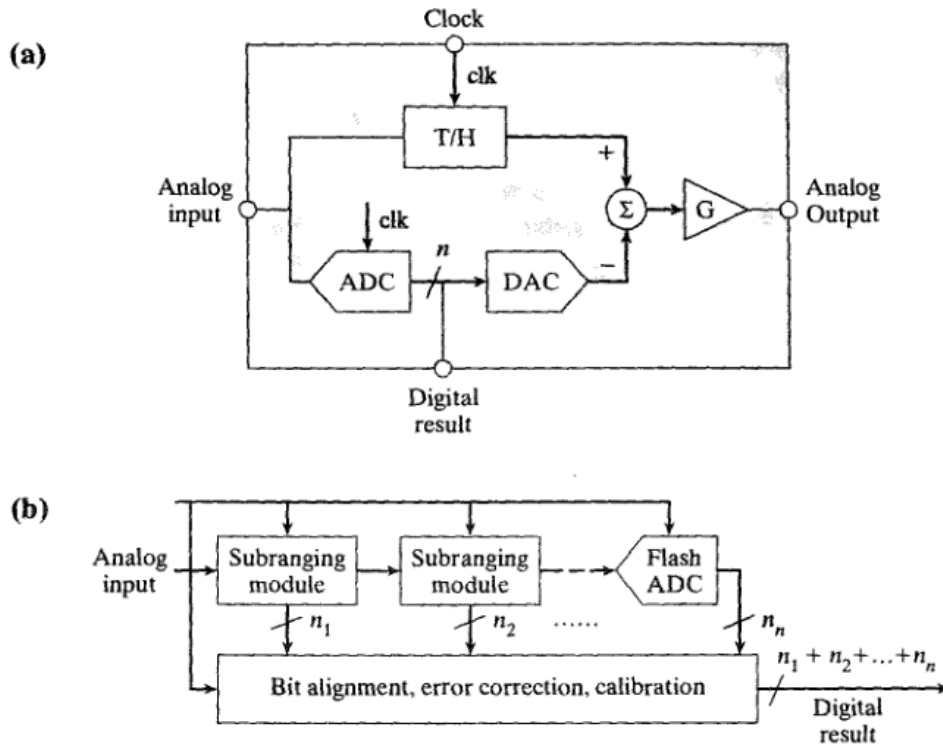 (a)
Clock
clk
T/H
+
Analog
input
Σ
G
Analog
Output
clk
n
ADC
DAC
−
Digital
result
(b)
Analog
input
Subranging
module
Subranging
module
Flash
ADC
n1
n2
......
nn
n1 + n2+...+nn
Bit alignment, error correction, calibration
Digital
result